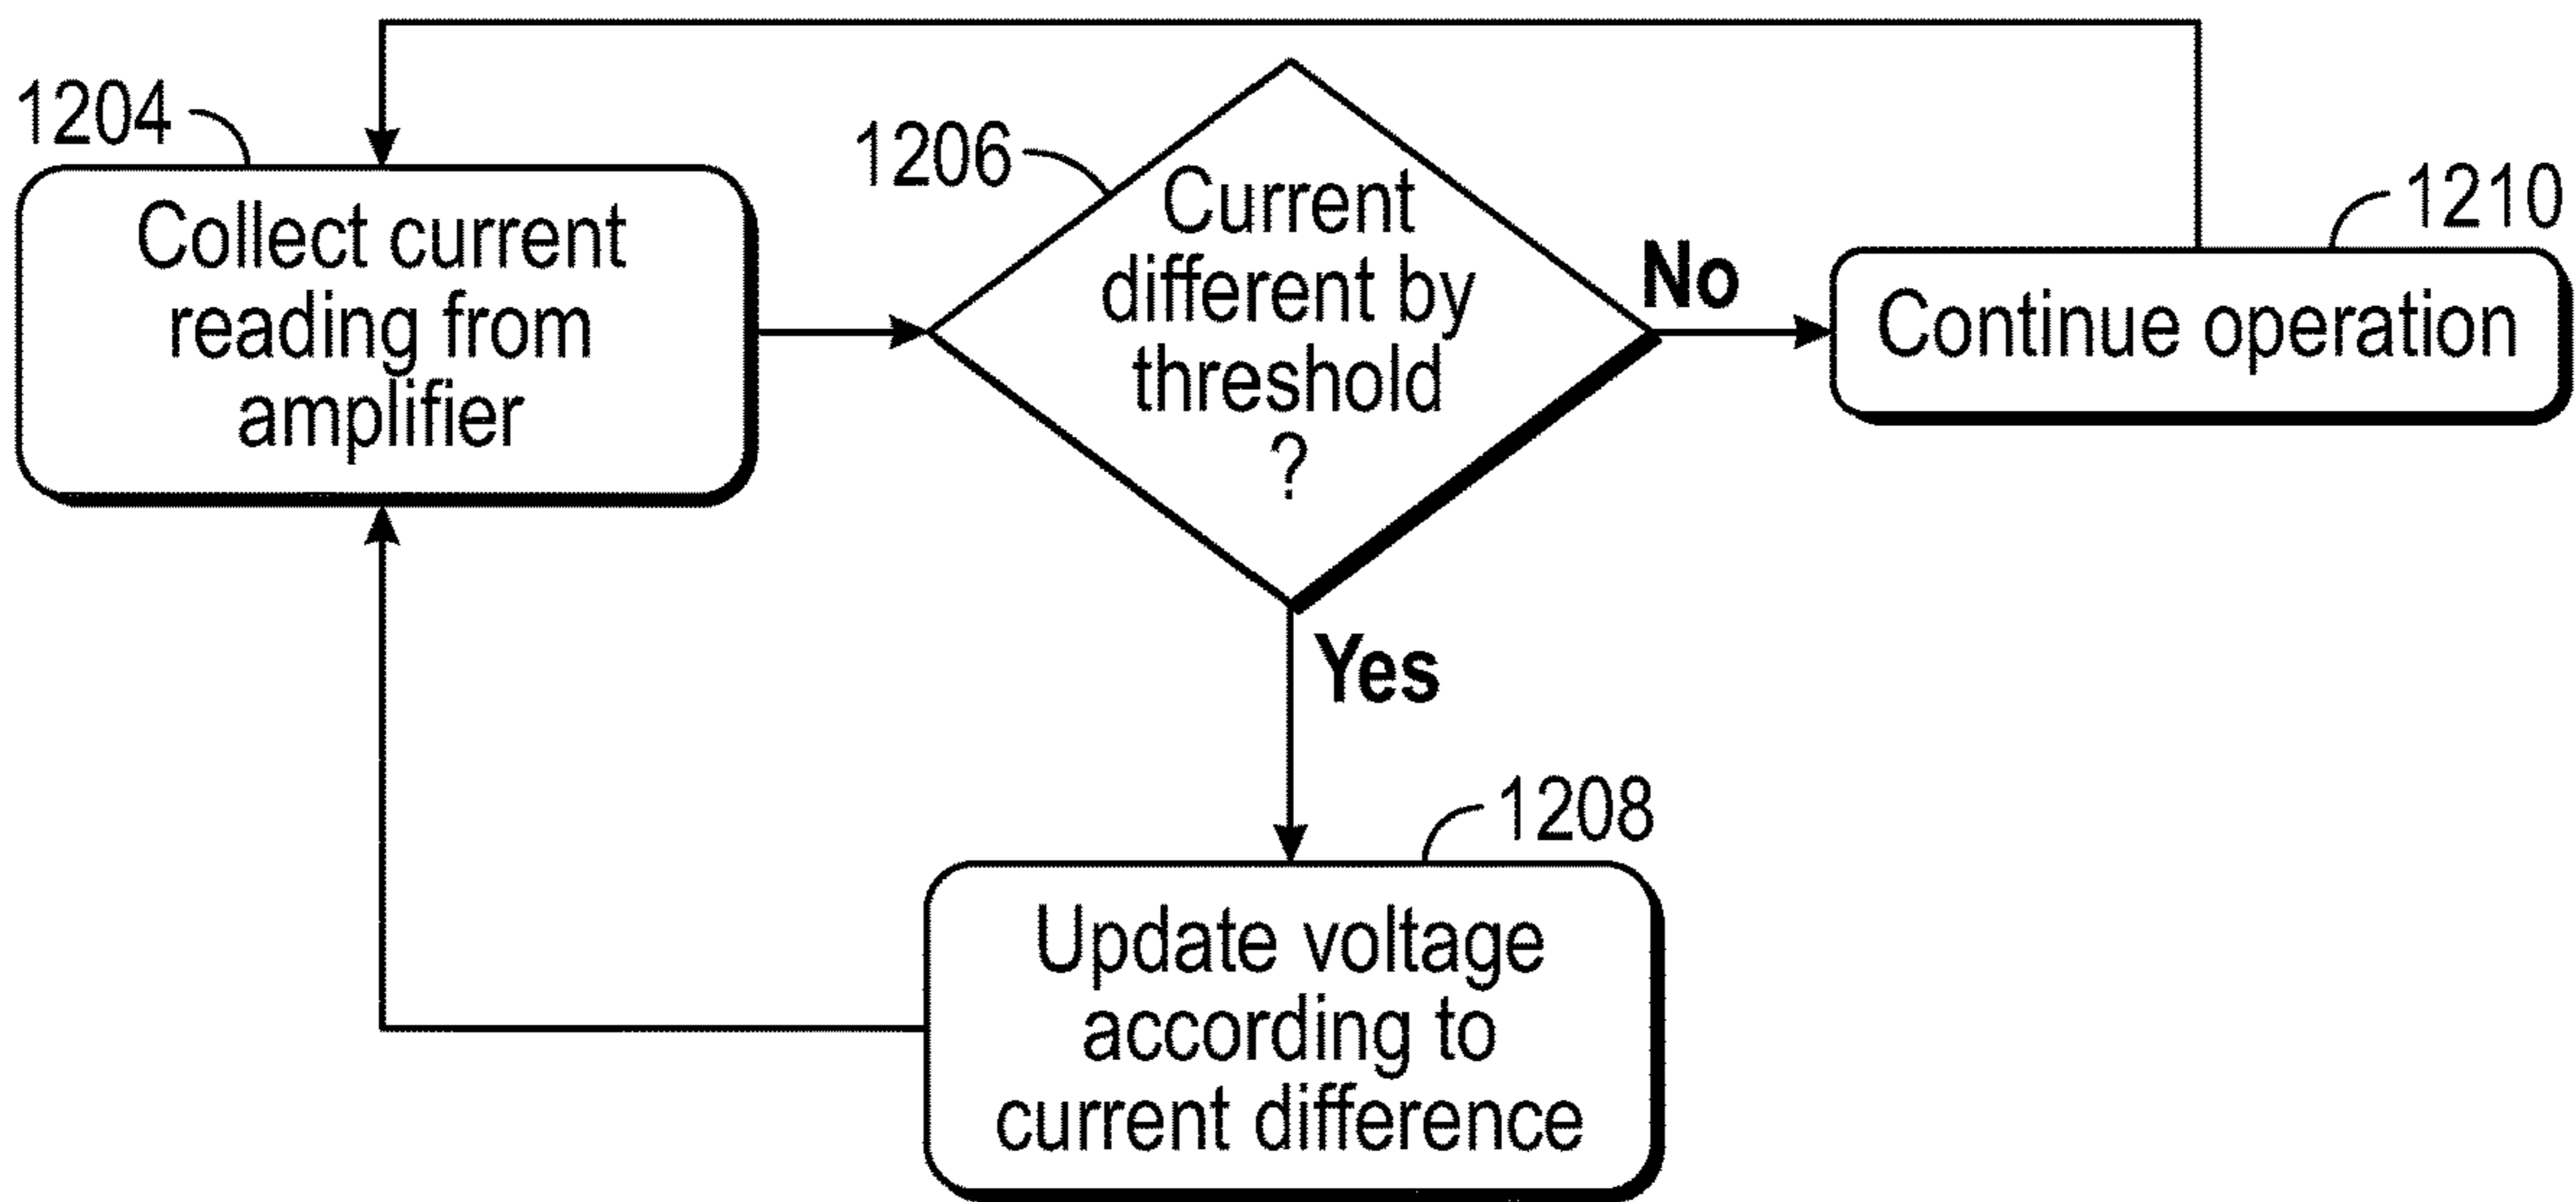 1204
Collect current
reading from
amplifier
1206
Current
different by
threshold
?
No
1210
Continue operation
Yes
1208
Update voltage
according to
current difference